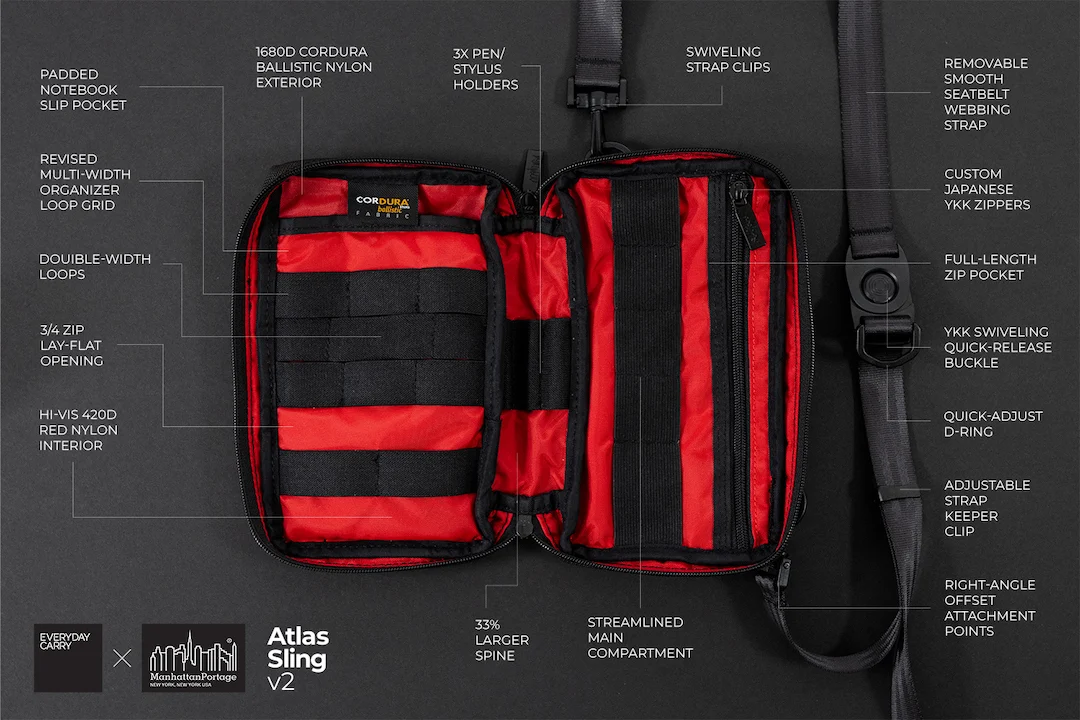 PADDED
NOTEBOOK
SLIP POCKET
1680D CORDURA
BALLISTIC NYLON
EXTERIOR
3X PEN/
STYLUS
HOLDERS
SWIVELING
STRAP CLIPS
REMOVABLE
SMOOTH
SEATBELT
WEBBING
STRAP
REVISED
MULTI-WIDTH
ORGANIZER
LOOP GRID
CUSTOM
JAPANESE
YKK ZIPPERS
CORDURA
ballistic
FABRIC
DOUIBLE-WIDTH
LOOPS
FULL-LENGTH
ZIP POCKET
3/4 ZIP
LAY-FLAT
OPENING
YKK SWIVELING
QUICK-RELEASE
BUCKLE
HI-VIS 420D
RED NYLON
INTERIOR
QUICK-ADJUST
D-RING
ADJUSTABLE
STRAP
KEEPER
CLIP
RIGHT-ANGLE
OFFSET
ATTACHMENT
POINTS
33%
LARGER
SPINE
STREAMLINED
MAIN
COMPARTMENT
EVERYDAY
CARRY
ManhattanPortage
NEW YORK, NEW YORK USA
Atlas
Sling
v2